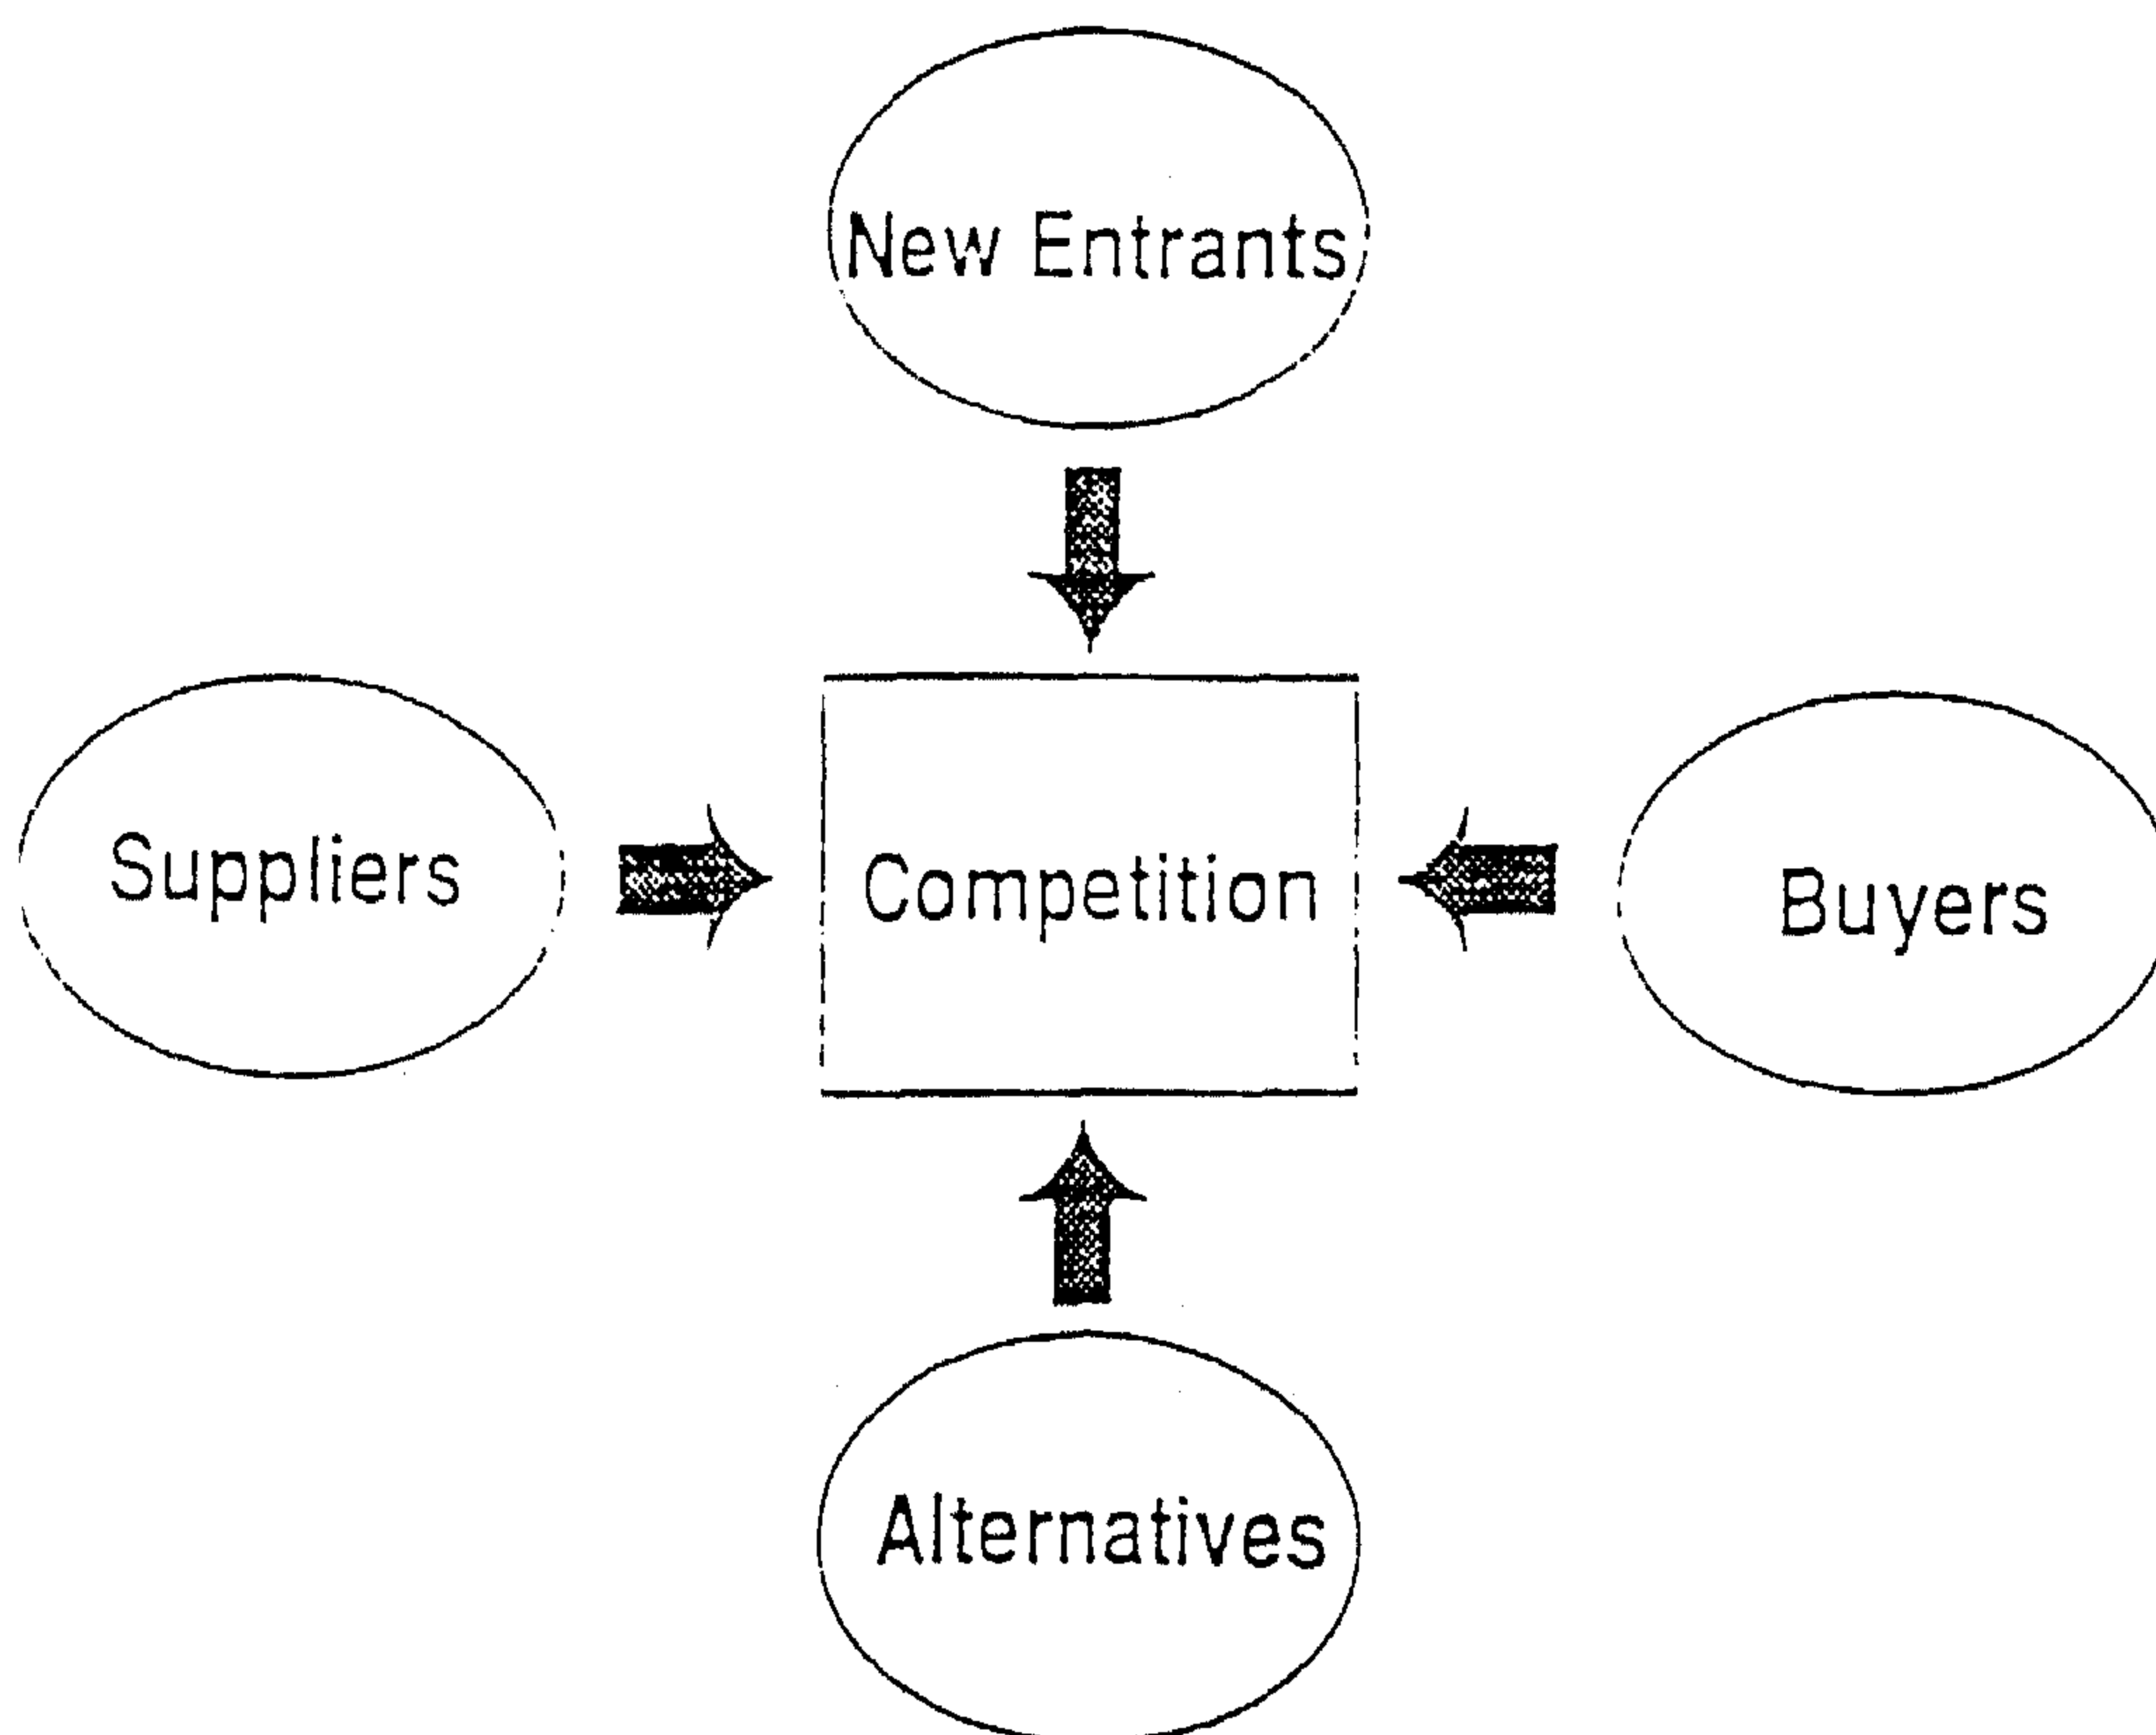 New Entrants
Suppliers
Competition
Buyers
Alternatives